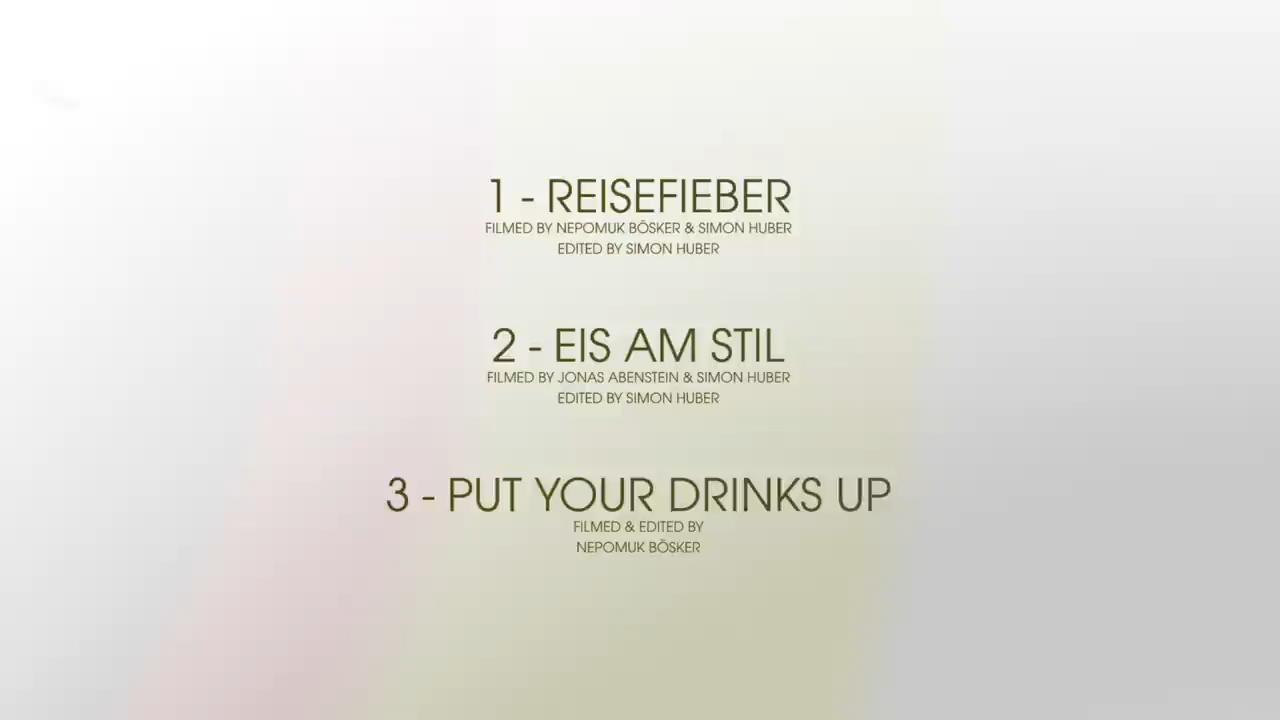 1 - REISEFIEBER
FILMED BY NEPOMUK BÖSKER & SIMON HUBER
EDITED BY SIMON HUBER
2 - EIS AM STIL
FILMED BY JONAS ABENSTEIN & SIMON HUBER
EDITED BY SIMON HUBER
3 - PUT YOUR DRINKS UP
FILMED & EDITED BY
NEPOMUK BÖSKER